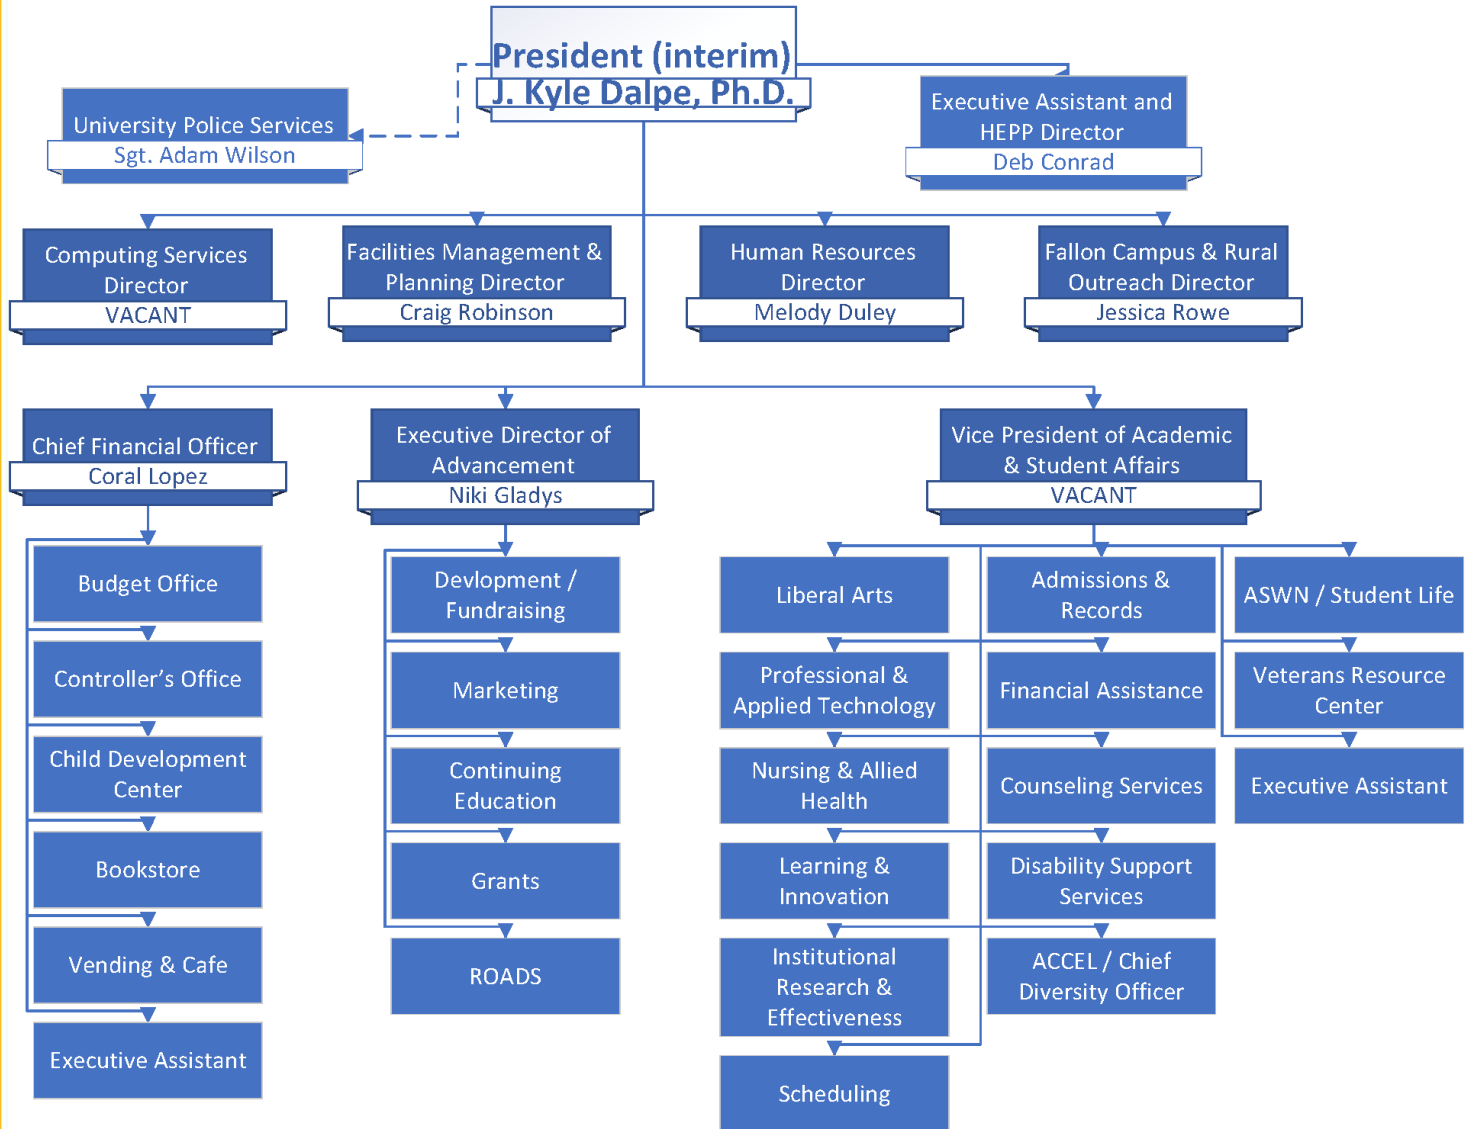 President (interim)
J. Kyle Dalpe, Ph.D.
University Police Services
Sgt. Adam Wilson
Executive Assistant and
HEPP Director
Deb Conrad
Computing Services
Director
VACANT
Facilities Management &
Planning Director
Craig Robinson
Human Resources
Director
Melody Duley
Fallon Campus & Rural
Outreach Director
Jessica Rowe
Chief Financial Officer
Coral Lopez
Executive Director of
Advancement
Niki Gladys
Vice President of Academic
& Student Affairs
VACANT
Budget Office
Controller’s Office
Child Development
Center
Bookstore
Vending & Cafe
Executive Assistant
Devlopment /
Fundraising
Marketing
Continuing
Education
Grants
ROADS
Liberal Arts
Professional &
Applied Technology
Nursing & Allied
Health
Learning &
Innovation
Institutional
Research &
Effectiveness
Scheduling
Admissions &
Records
Financial Assistance
Counseling Services
Disability Support
Services
ACCEL / Chief
Diversity Officer
ASWN / Student Life
Veterans Resource
Center
Executive Assistant